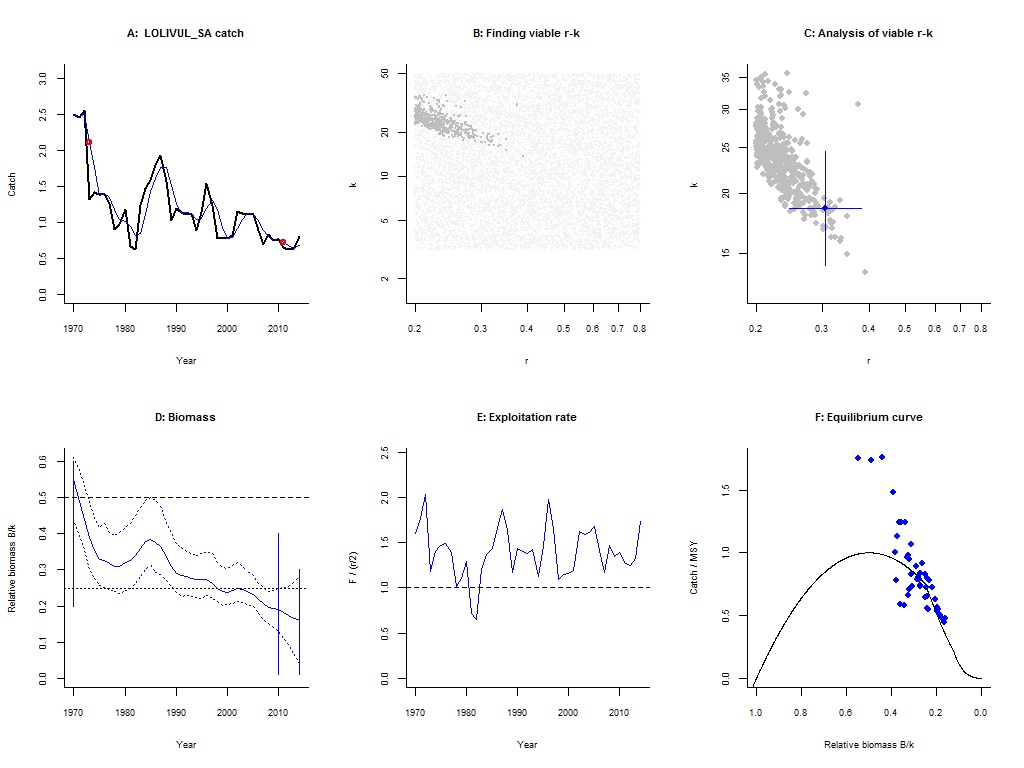 A: LOLIVUL_SA catch
Catch
3.0
2.5
2.0
1.5
1.0
0.5
0.0
1970 1980 1990 2000 2010
Year
B: Finding viable r-k
k
50
20
10
5
2
0.2 0.3 0.4 0.5 0.6 0.7 0.8
r
C: Analysis of viable r-k
k
35
30
25
20
15
0.2 0.3 0.4 0.5 0.6 0.7 0.8
r
D: Biomass
Relative biomass B/k
0.6
0.5
0.4
0.3
0.2
0.1
0.0
1970 1980 1990 2000 2010
Year
E: Exploitation rate
F / (r/2)
2.5
2.0
1.5
1.0
0.5
0.0
1970 1980 1990 2000 2010
Year
F: Equilibrium curve
Catch / MSY
1.5
1.0
0.5
0.0
1.0 0.8 0.6 0.4 0.2 0.0
Relative biomass B/k